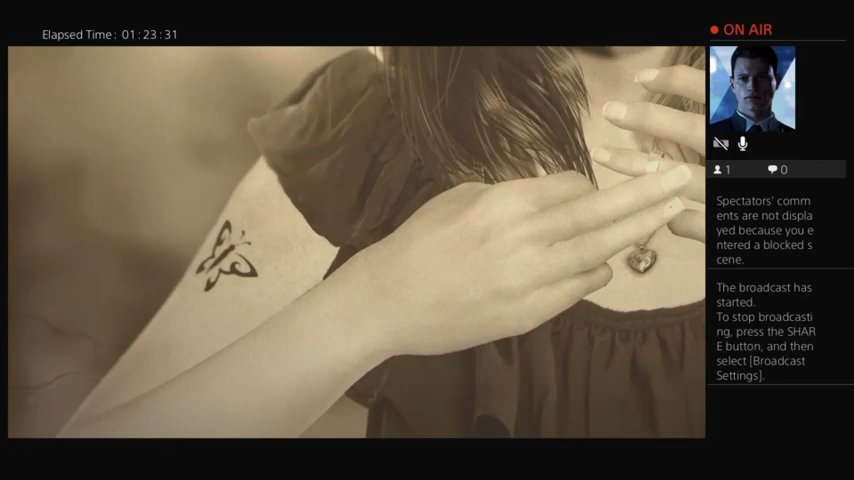 Elapsed Time: 01:23:31
ON AIR
1
0
Spectators' comm
ents are not displa
yed because you e
ntered a blocked s
cene.
The broadcast has
started.
To stop broadcasti
ng, press the SHAR
E button, and then
select [Broadcast
Settings].